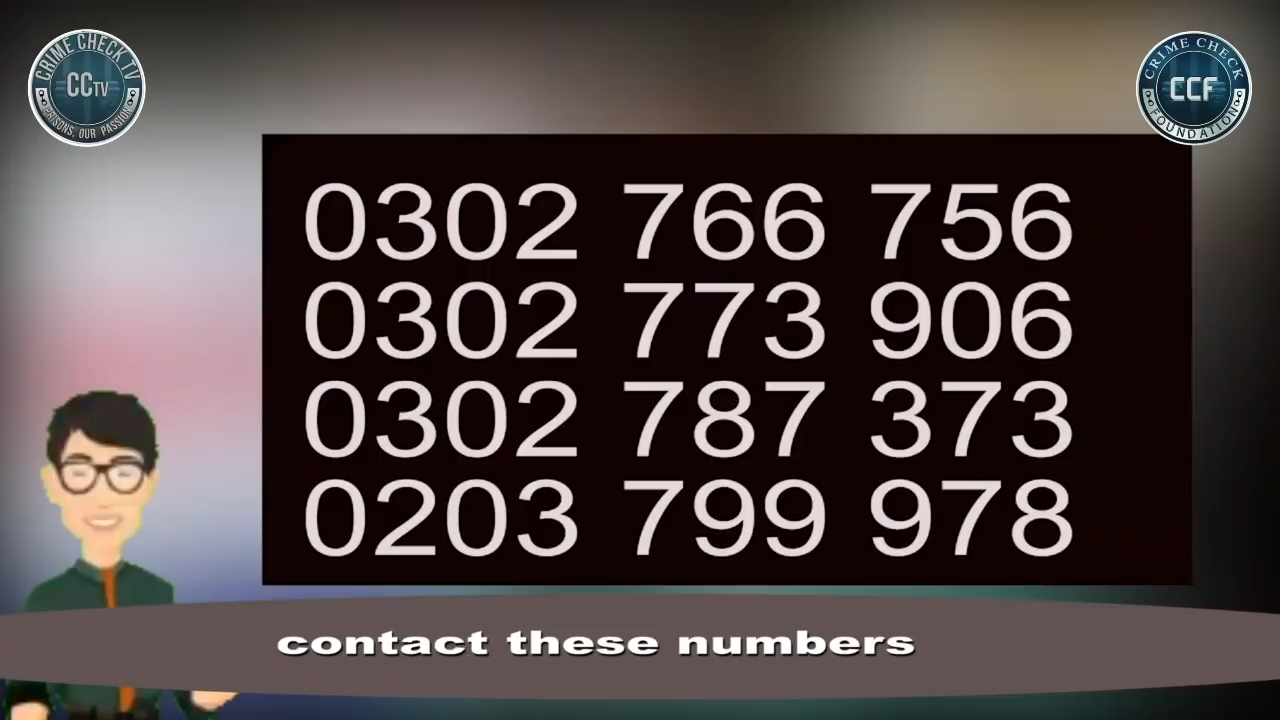 CRIME CHECK TV
CCTV
PRISONS, OUR PASSION
CRIME CHECK
CCF
FOUNDATION
0302 766 756
0302 773 906
0302 787 373
0203 799 978
contact these numbers